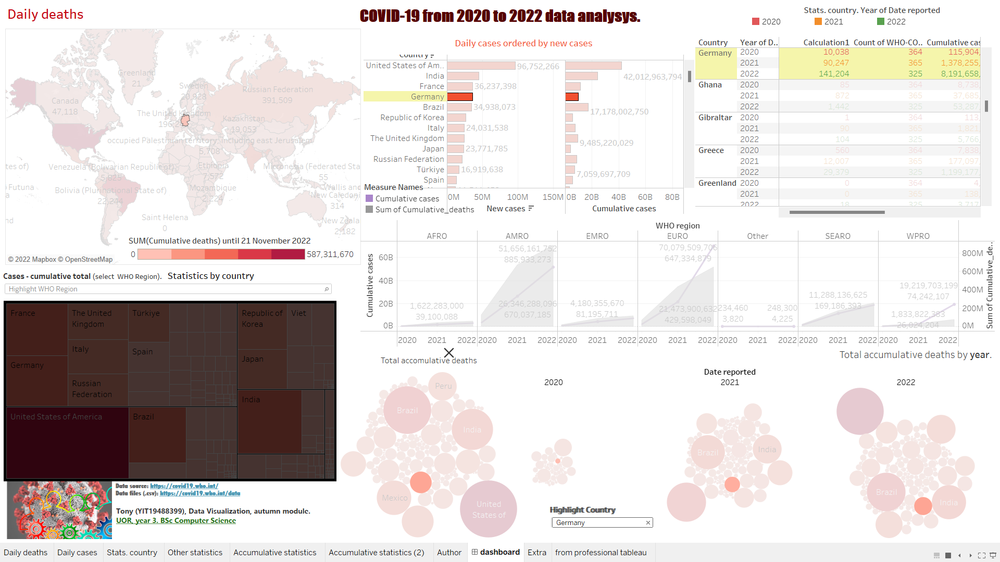 Daily deaths
COVID-19 from 2020 to 2022 data analysys.
Stats. country. Year of Date reported
2020 2021 2022
Greenland
21
Sweden
20,928
Russian Federation
391,509
Canada
47,118
The United Kingdom
Kazakhstan
19,053
occupied Palestinian territory, including east Jerusalem
5,708
Venezuela (Bolivarian Republic of)
5,825
Ethiopia
7,572
Micronesia (Federated Sta
55
tes of)
Futuna
a
Bolivia (Plurinational State of)
22,244
Mozambique
2,224
Wallis and
New Caledoni
314
Saint Helena
0
New Zeala
2,182
nd
SUM(Cumulative deaths) until 21 November 2022
0 587,311,670
© 2022 Mapbox © OpenStreetMap
Daily cases ordered by new cases
Country
United States of Am.. 96,752,266
India 42,012,963,794
France 36,237,398
Germany
Brazil 34,938,073 17,178,002,750
Republic of Korea
Italy 24,031,538
The United Kingdom 9,485,220,029
Japan 23,771,785
Russian Federation
Türkiye 16,919,638 7,059,697,709
Spain
0M 50M 100M 150M 0B 20B 40B 60B 80B
New cases Cumulative cases
Measure Names
Cumulative cases
Sum of Cumulative_deaths
Country Year of D.. Calculation1 Count of WHO-CO.. Cumulative cas
Germany 2020 10,038 364 115,904,
2021 90,247 365 1,378,255,
2022 141,204 325 8,191,658,
Ghana 2020 85 364 8,738,
2021 872 365 37,685,
2022 1,442 325 53,287,
Gibraltar 2020 1 364 113,
2021 90 365 1,821,
2022 104 325 5,766,
Greece 2020 560 364 7,838,
2021 12,007 365 177,097,
2022 29,379 325 1,199,177,
Greenland 2020 0 364 4,
2021 0 365 138,
2022 18 325 3,717,
WHO region
AFRO AMRO EMRO EURO Other SEARO WPRO
Cumulative cases
60B
40B
20B
0B
1,622,283,000
39,100,088
51,656,161,752
885,933,273
26,346,288,096
670,037,185
4,180,355,670
81,195,711
70,079,509,706
647,334,879
21,473,900,632
429,598,049
234,460
3,820
248,300
4,225
11,288,136,625
169,186,393
19,219,703,199
74,242,107
1,833,822,383
26,024,204
800M
600M
400M
200M
0M
Sum of Cumulative_de..
2020 2021 2022 2020 2021 2022 2020 2021 2022 2020 2021 2022 2020 2021 2022 2020 2021 2022 2020 2021 2022
Cases - cumulative total (select WHO Region). Statistics by country
Highlight WHO Region
France
The United
Kingdom
Türkiye
Republic of
Korea
Viet
Italy
Spain
Japan
Germany
Russian
Federation
India
United States of America
Brazil
Total accomulative deaths
Peru
Brazil
India
Mexico
United
States of
Total accumulative deaths by year.
Date reported
2020 2021 2022
Brazil
India
Brazil
India
Highlight Country
Germany
Data source: https://covid19.who.int/
Data files (.csv): https://covid19.who.int/data
Tony (YIT19488399), Data Visualization, autumn module.
UOR, year 3. BSc Computer Science
Daily deaths Daily cases Stats. country Other statistics Accumulative statistics Accumulative statistics (2) Author dashboard Extra from professional tableau